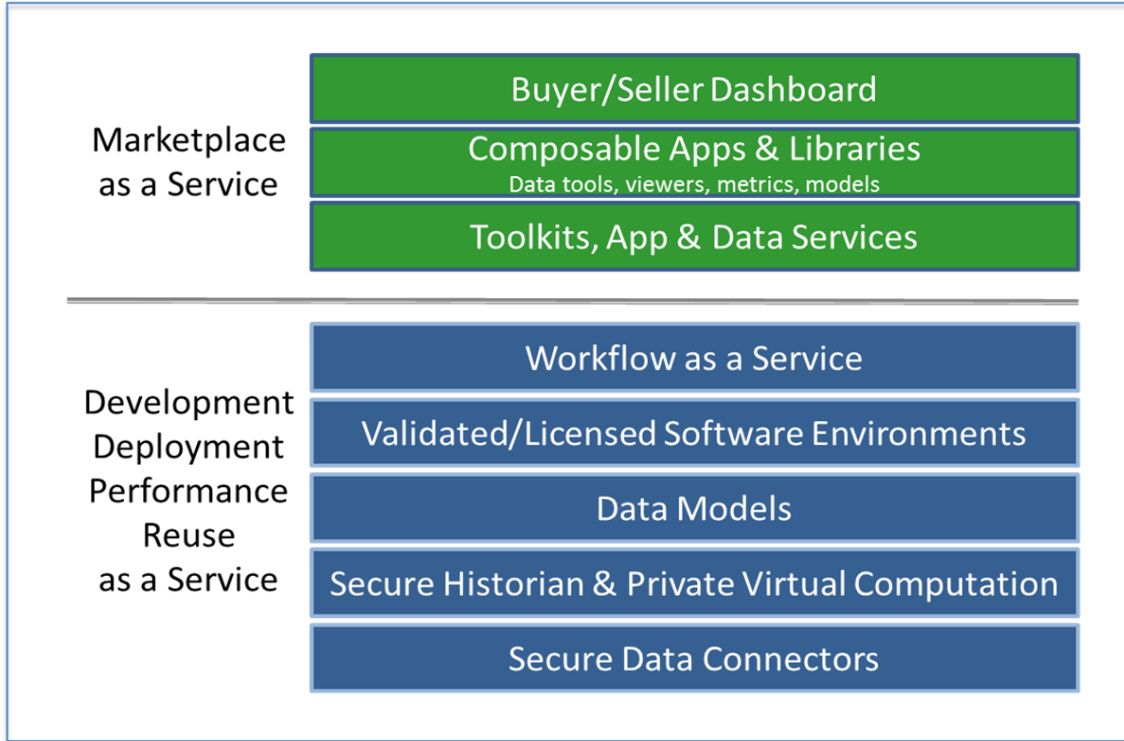 Marketplace
as a Service
Buyer/Seller Dashboard
Composable Apps & Libraries
Data tools, viewers, metrics, models
Toolkits, App & Data Services
Development
Deployment
Performance
Reuse
as a Service
Workflow as a Service
Validated/Licensed Software Environments
Data Models
Secure Historian & Private Virtual Computation
Secure Data Connectors